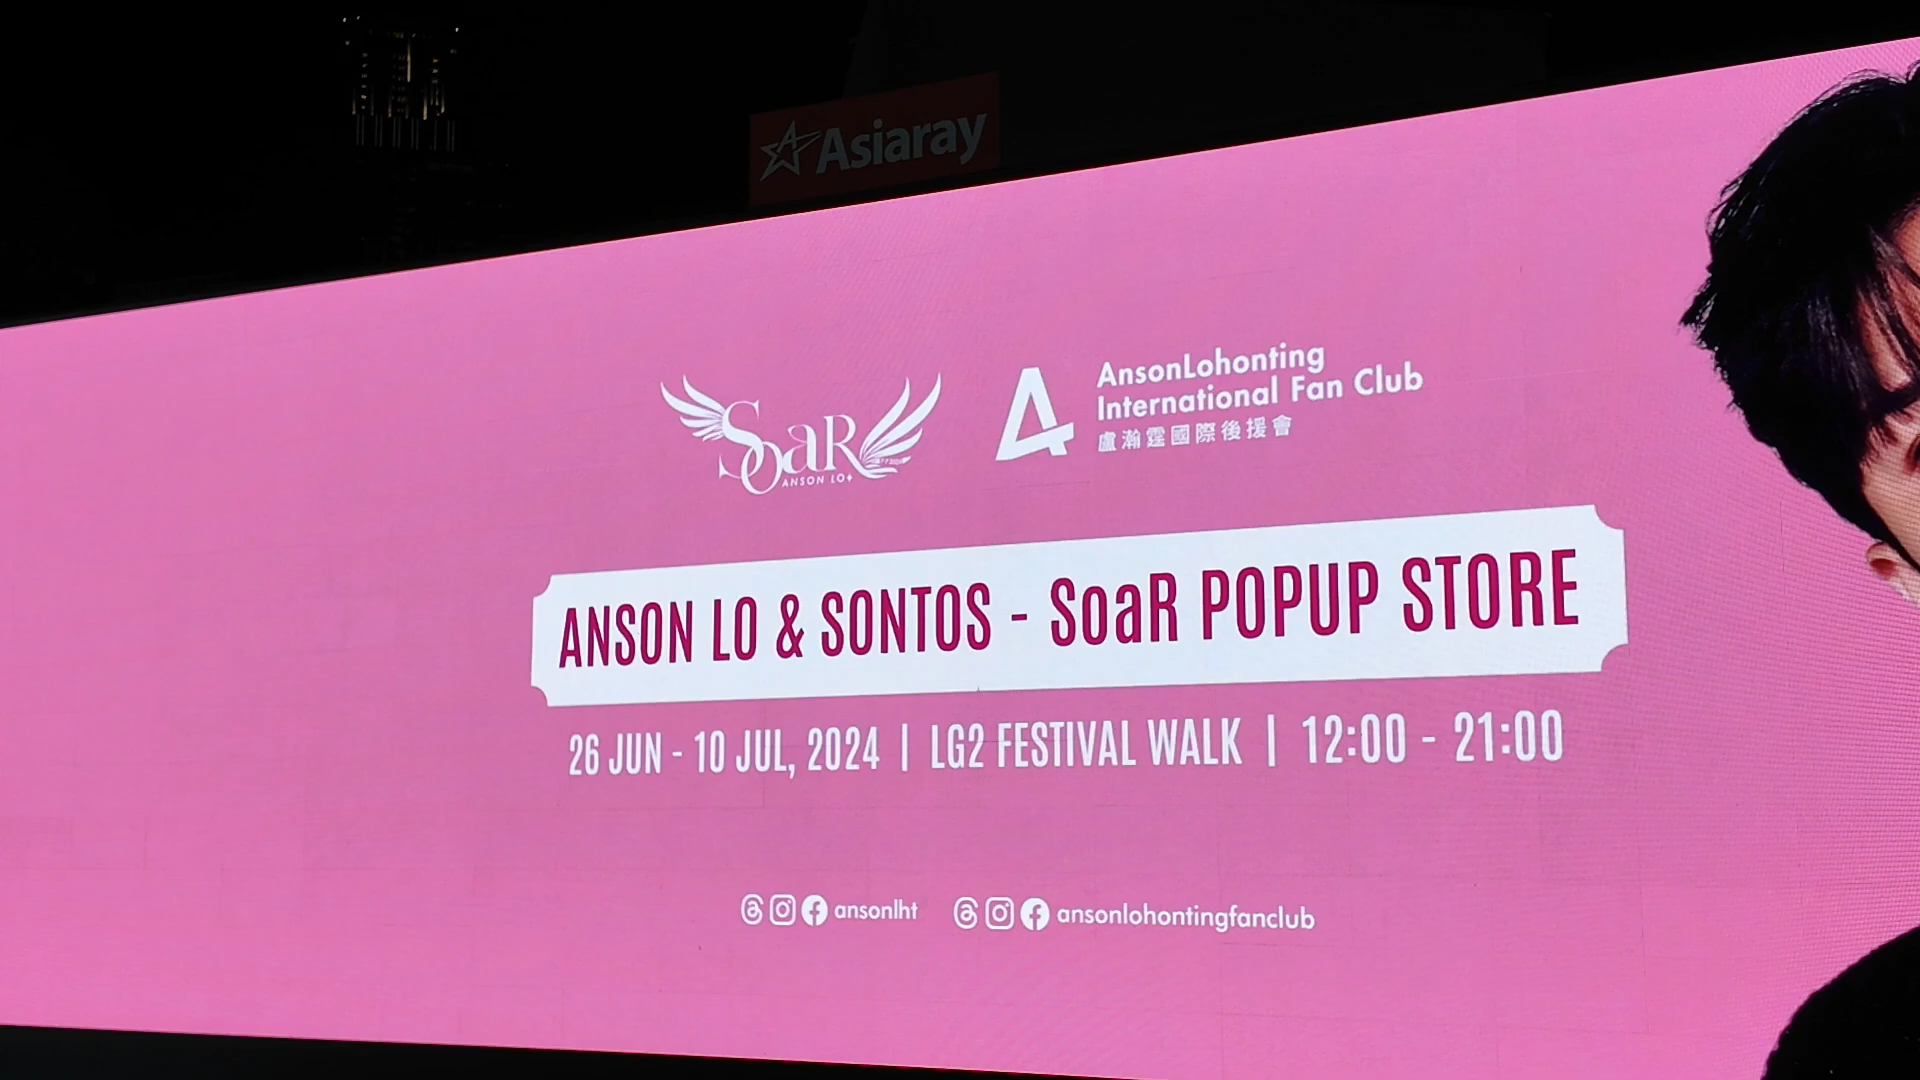 Asiaray
SoaR
ANSON LO
AnsonLohonting
International Fan Club
盧瀚霆國際後援會
ANSON LO & SONTOS - SoaR POPUP STORE
26 JUN - 10 JUL, 2024 | LG2 FESTIVAL WALK | 12:00 - 21:00
ansonlht ansonlohontingfanclub